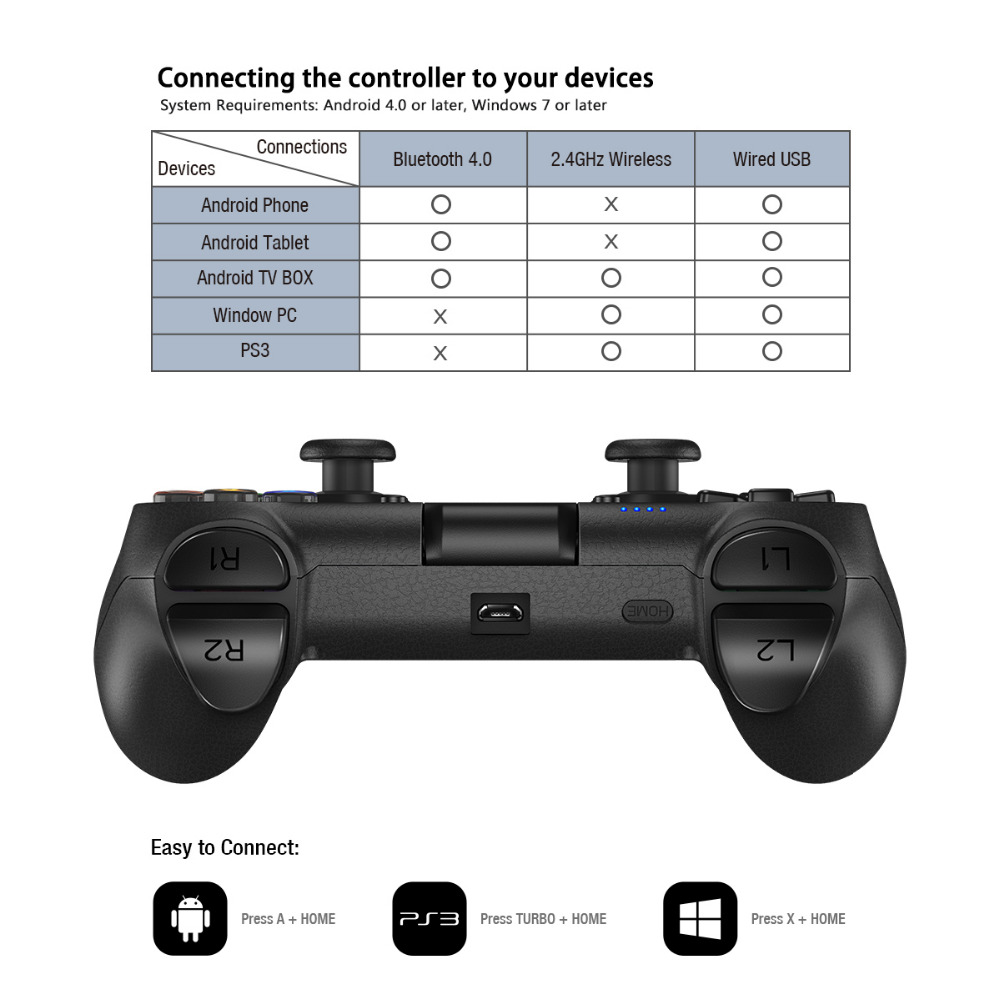 Connecting the controller to your devices
System Requirements: Android 4.0 or later, Windows 7 or later
Connections
Devices
Bluetooth 4.0 2.4GHz Wireless Wired USB
Android Phone O X O
Android Tablet O X O
Android TV BOX O O O
Window PC X O O
PS3 X O O
R1 L1
HOME
R2 L2
Easy to Connect:
Press A + HOME PS3 Press TURBO + HOME Press X + HOME